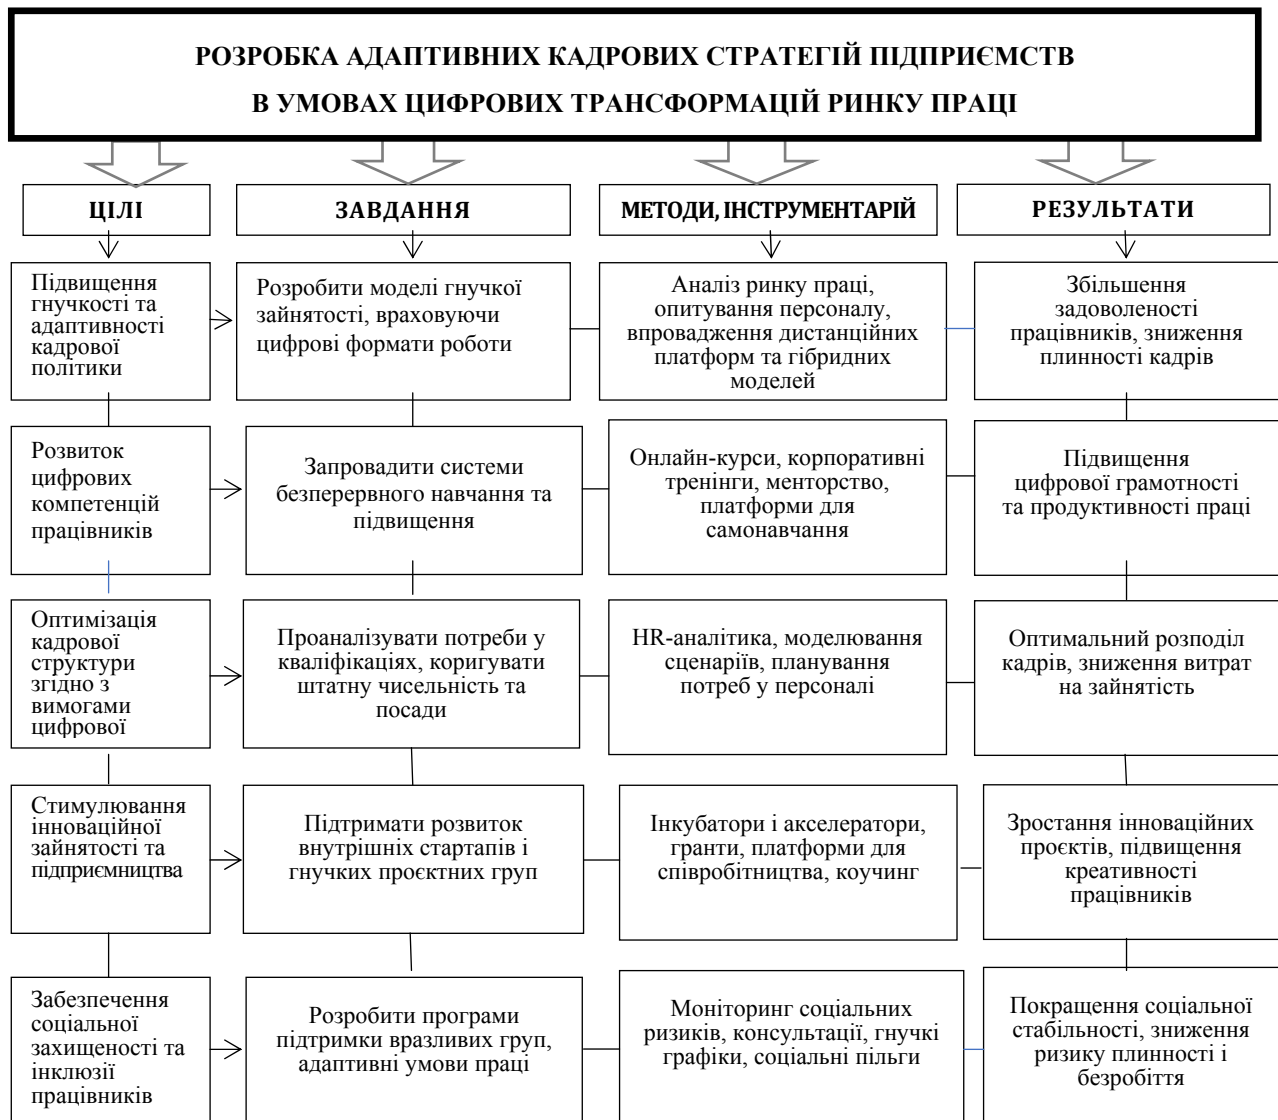 РОЗРОБКА АДАПТИВНИХ КАДРОВИХ СТРАТЕГІЙ ПІДПРИЄМСТВ
В УМОВАХ ЦИФРОВИХ ТРАНСФОРМАЦІЙ РИНКУ ПРАЦІ
ЦІЛІ
ЗАВДАННЯ
МЕТОДИ, ІНСТРУМЕНТАРІЙ
РЕЗУЛЬТАТИ
Підвищення
гнучкості та
адаптивності
кадрової
політики
Розробити моделі гнучкої
зайнятості, враховуючи
цифрові формати роботи
Аналіз ринку праці,
опитування персоналу,
впровадження дистанційних
платформ та гібридних
моделей
Збільшення
задоволеності
працівників, зниження
плинності кадрів
Розвиток
цифрових
компетенцій
працівників
Запровадити системи
безперервного навчання та
підвищення
Онлайн-курси, корпоративні
тренінги, менторство,
платформи для
самонавчання
Підвищення
цифрової грамотності
та продуктивності праці
Оптимізація
кадрової
структури
згідно з
вимогами
цифрової
Проаналізувати потреби у
кваліфікаціях, коригувати
штатну чисельність та
посади
HR-аналітика, моделювання
сценаріїв, планування
потреб у персоналі
Оптимальний розподіл
кадрів, зниження витрат
на зайнятість
Стимулювання
інноваційної
зайнятості та
підприємництва
Підтримати розвиток
внутрішніх стартапів і
гнучких проєктних груп
Інкубатори і акселератори,
гранти, платформи для
співробітництва, коучинг
Зростання інноваційних
проєктів, підвищення
креативності
працівників
Забезпечення
соціальної
захищеності та
інклюзії
працівників
Розробити програми
підтримки вразливих груп,
адаптивні умови праці
Моніторинг соціальних
ризиків, консультації, гнучкі
графіки, соціальні пільги
Покращення соціальної
стабільності, зниження
ризику плинності і
безробіття